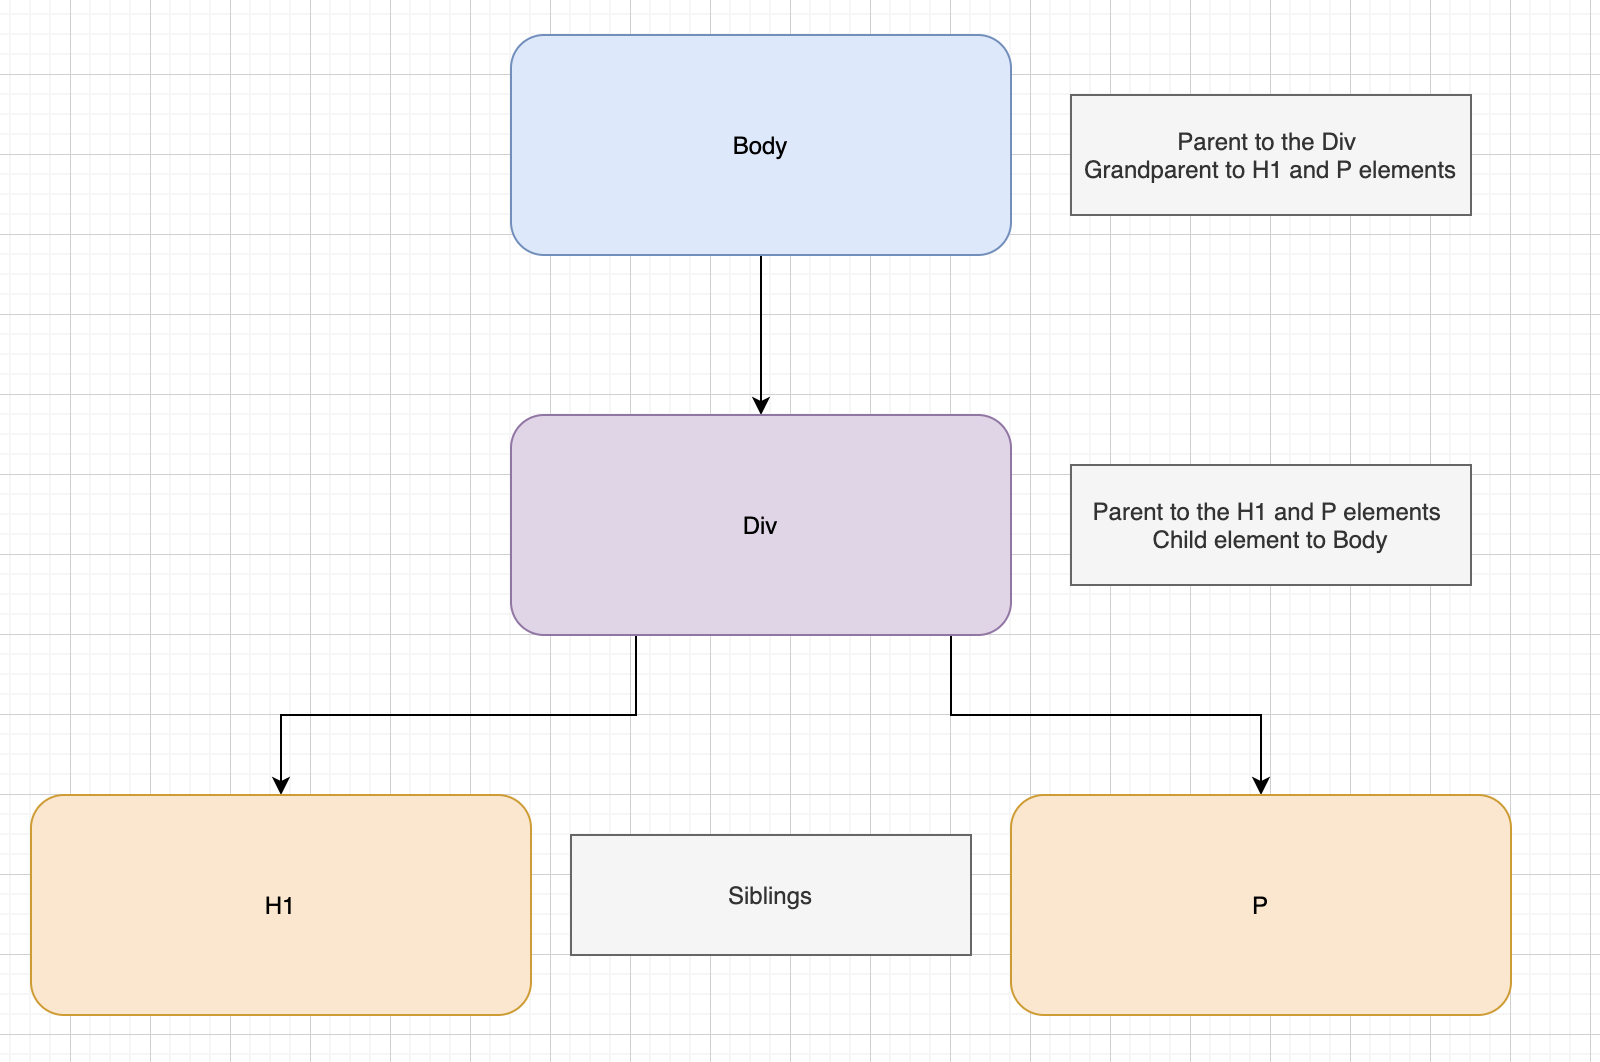 Body
Parent to the Div
Grandparent to H1 and P elements
Div
Parent to the H1 and P elements
Child element to Body
H1
Siblings
P